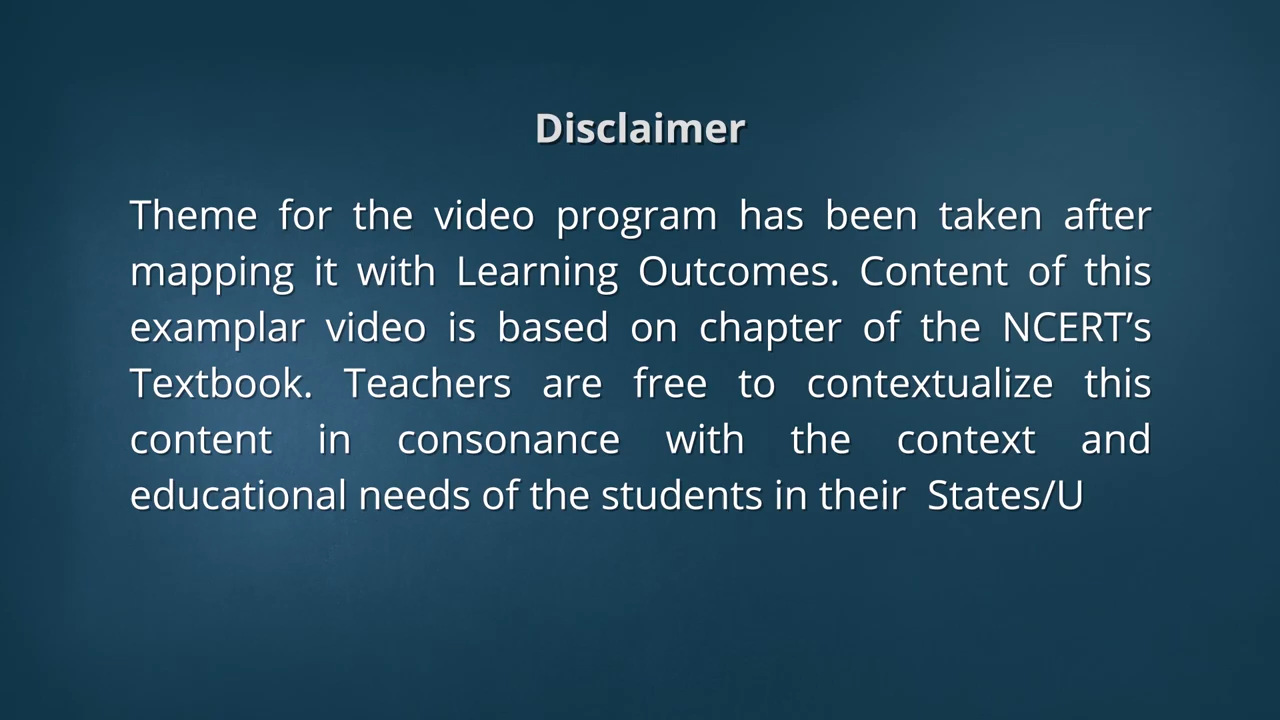 Disclaimer
Theme for the video program has been taken after
mapping it with Learning Outcomes. Content of this
examplar video is based on chapter of the NCERT’s
Textbook. Teachers are free to contextualize this
content in consonance with the context and
educational needs of the students in their States/U